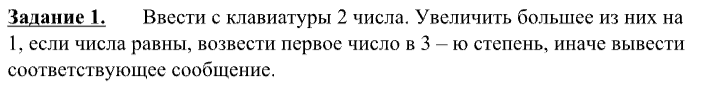 Задание 1. Ввести с клавиатуры 2 числа. Увеличить большее из них на
1, если числа равны, возвести первое число в 3 – ю степень, иначе вывести
соответствующее сообщение.